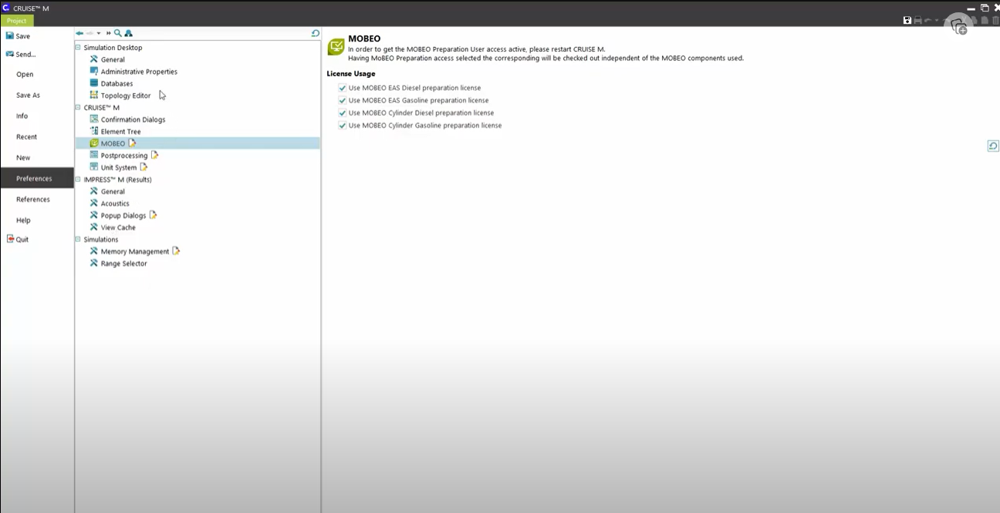 CRUISE™ M
Project
Save
Send...
Open
Save As
Info
Recent
New
Preferences
References
Help
Quit
Simulation Desktop
General
Administrative Properties
Databases
Topology Editor
CRUISE™ M
Confirmation Dialogs
Element Tree
MOBEO
Postprocessing
Unit System
IMPRESS™ M (Results)
General
Acoustics
Popup Dialogs
View Cache
Simulations
Memory Management
Range Selector
MOBEO
In order to get the MOBEO Preparation User access active, please restart CRUISE M.
Having MoBEO Preparation access selected the corresponding will be checked out independent of the MOBEO components used.
License Usage
Use MOBEO EAS Diesel preparation license
Use MOBEO EAS Gasoline preparation license
Use MOBEO Cylinder Diesel preparation license
Use MOBEO Cylinder Gasoline preparation license